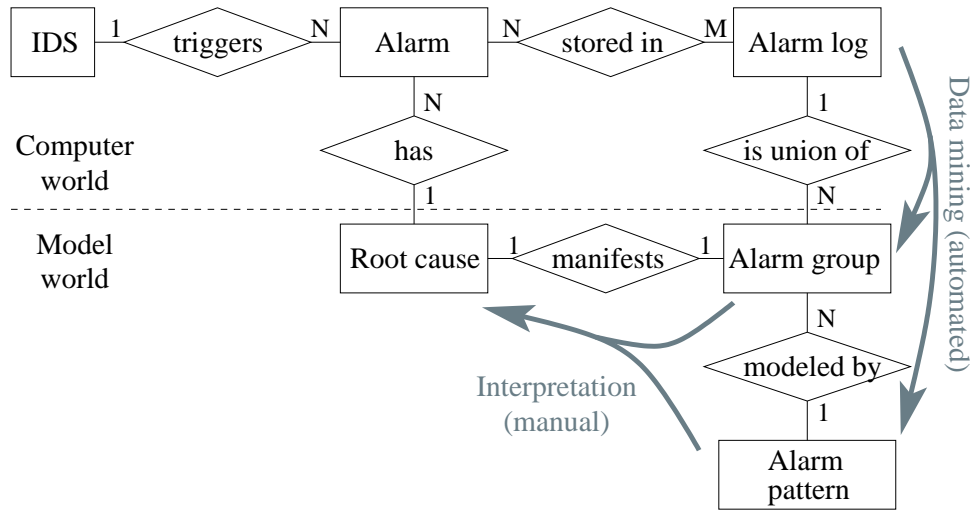 IDS
1
triggers
N
Alarm
N
stored in
M
Alarm log
N
1
Computer
world
has
is union of
1
N
Data mining (automated)
Model
world
Root cause
1
manifests
1
Alarm group
N
modeled by
Interpretation
(manual)
1
Alarm
pattern